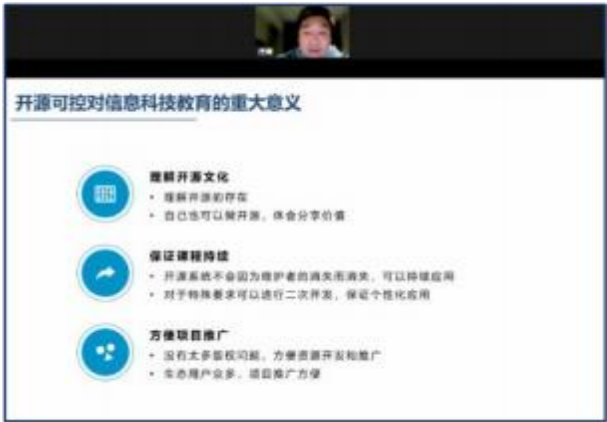 开源可控对信息科技教育的重大意义
理解开源文化
• 理解开源的存在
• 自己也可以做开源，体会分享价值
保证课程持续
• 开源系统不会因为维护者的消失而消失，可以持续应用
• 对于特殊要求可以进行二次开发，保证个性化应用
方便项目推广
• 没有太多版权问题，方便资源开发和推广
• 生态用户众多，项目推广方便